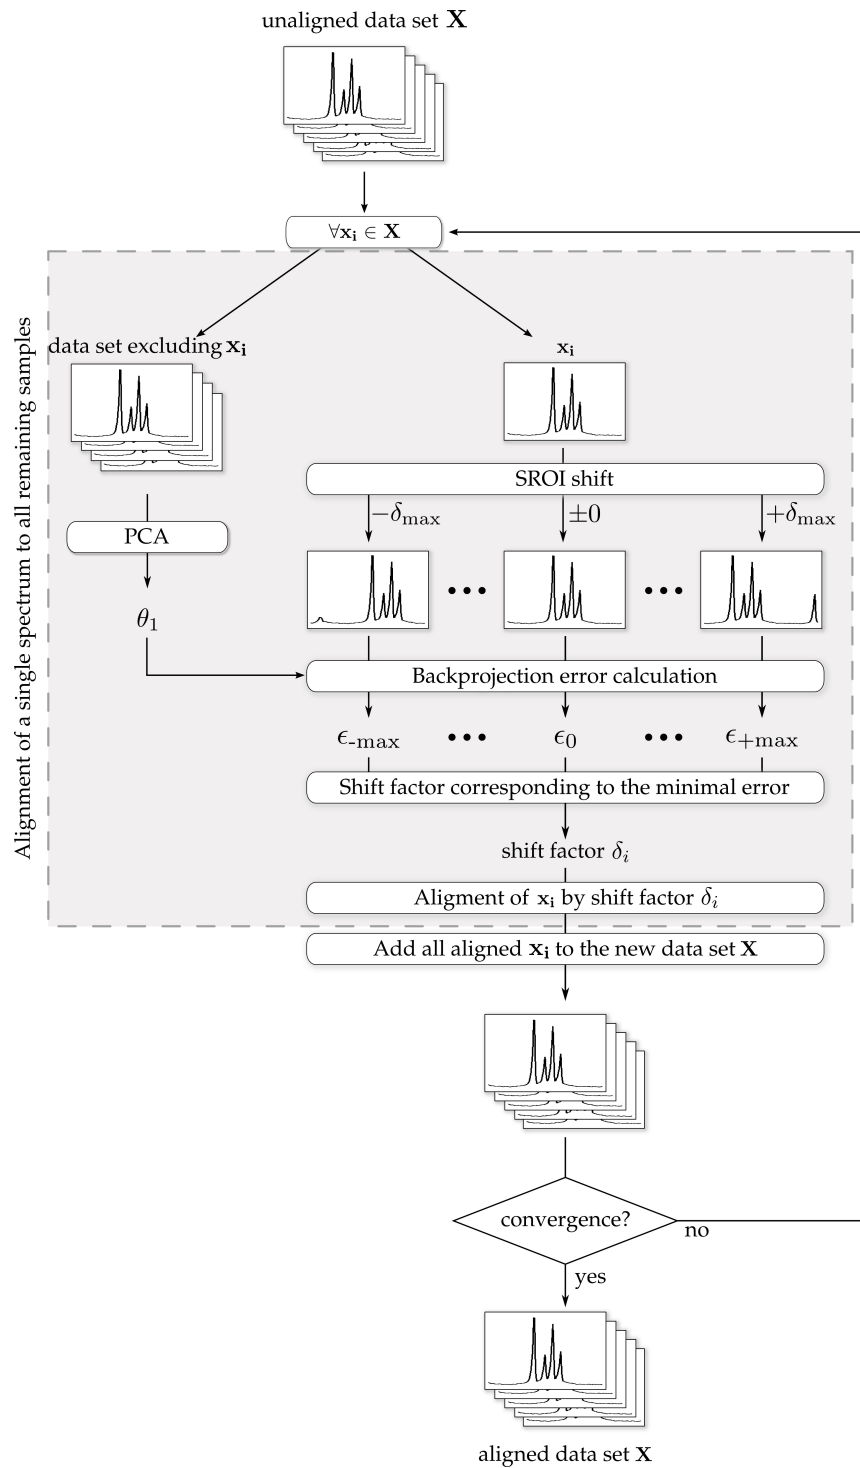 unaligned data set X
∀xᵢ ∈ X
Alignment of a single spectrum to all remaining samples
data set excluding xᵢ
xᵢ
SROI shift
−δmax
±0
+δmax
PCA
•••
•••
θ₁
Backprojection error calculation
ϵ-max ••• ϵ₀ ••• ϵ+max
Shift factor corresponding to the minimal error
shift factor δᵢ
Aligment of xᵢ by shift factor δᵢ
Add all aligned xᵢ to the new data set X
convergence?
no
yes
aligned data set X